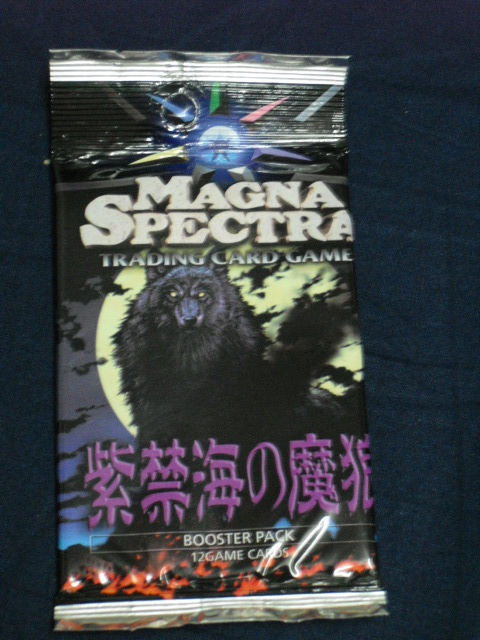 MAGNA
SPECTRA
TRADING CARD GAME
紫禁海の魔狼
BOOSTER PACK
12GAME CARDS